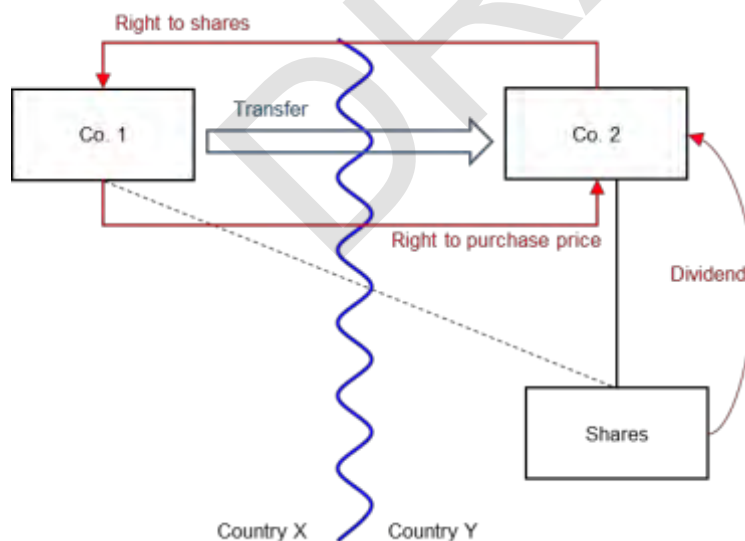 Right to shares
Co. 1
Transfer
Co. 2
Right to purchase price
Dividend
Shares
Country X
Country Y